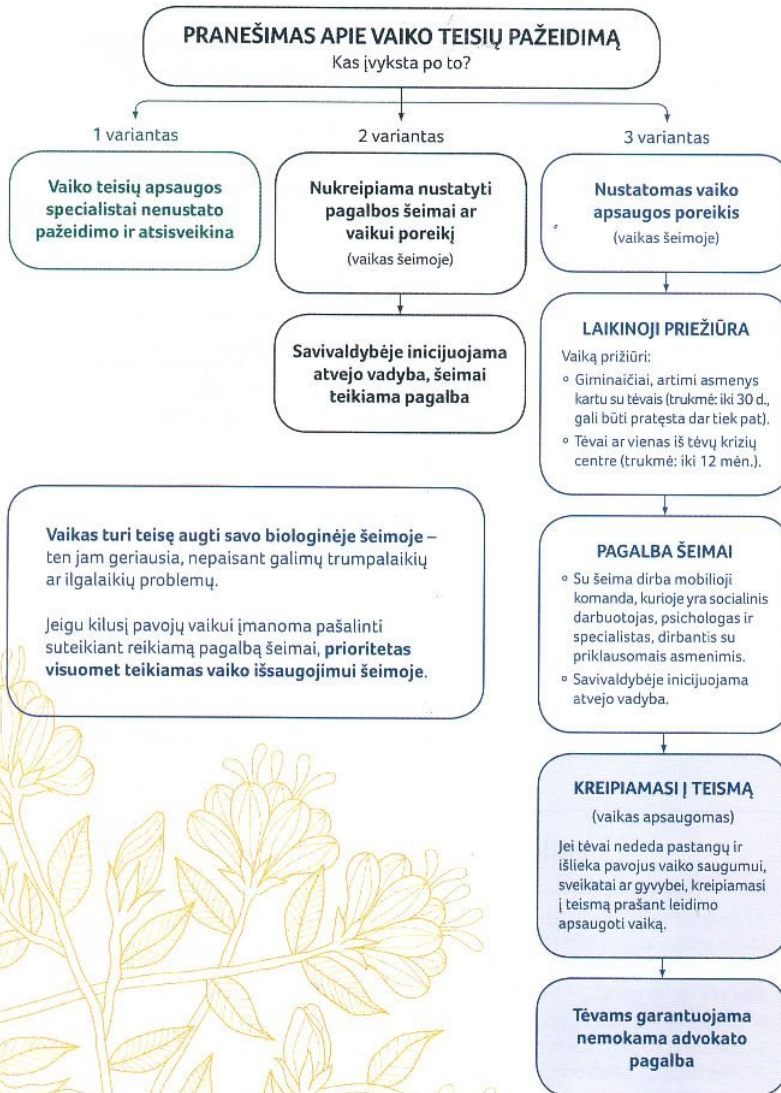 PRANEŠIMAS APIE VAIKO TEISIŲ PAŽEIDIMĄ
Kas įvyksta po to?
1 variantas
Vaiko teisių apsaugos
specialistai nenustato
pažeidimo ir atsisveikina
2 variantas
Nukreipiama nustatyti
pagalbos šeimai ar
vaikui poreikį
(vaikas šeimoje)
Savivaldybėje inicijuojama
atvejo vadyba, šeimai
teikiama pagalba
3 variantas
Nustatomas vaiko
apsaugos poreikis
(vaikas šeimoje)
LAIKINOJI PRIEŽIŪRA
Vaiką prižiūri:
° Giminaičiai, artimi asmenys
kartu su tėvais (trukmė: iki 30 d.,
gali būti pratęsta dar tiek pat).
° Tėvai ar vienas iš tėvų krizių
centre (trukmė: iki 12 mėn.).
PAGALBA ŠEIMAI
° Su šeima dirba mobilioji
komanda, kurioje yra socialinis
darbuotojas, psichologas ir
specialistas, dirbantis su
priklausomais asmenimis.
° Savivaldybėje inicijuojama
atvejo vadyba.
KREIPIAMASI Į TEISMĄ
(vaikas apsaugomas)
Jei tėvai nededa pastangų ir
išlieka pavojus vaiko saugumui,
sveikatai ar gyvybei, kreipiamasi
į teismą prašant leidimo
apsaugoti vaiką.
Tėvams garantuojama
nemokama advokato
pagalba
Vaikas turi teisę augti savo biologinėje šeimoje –
ten jam geriausia, nepaisant galimų trumpalaikių
ar ilgalaikių problemų.
Jeigu kilusį pavojų vaikui įmanoma pašalinti
suteikiant reikiamą pagalbą šeimai, prioritetas
visuomet teikiamas vaiko išsaugojimui šeimoje.